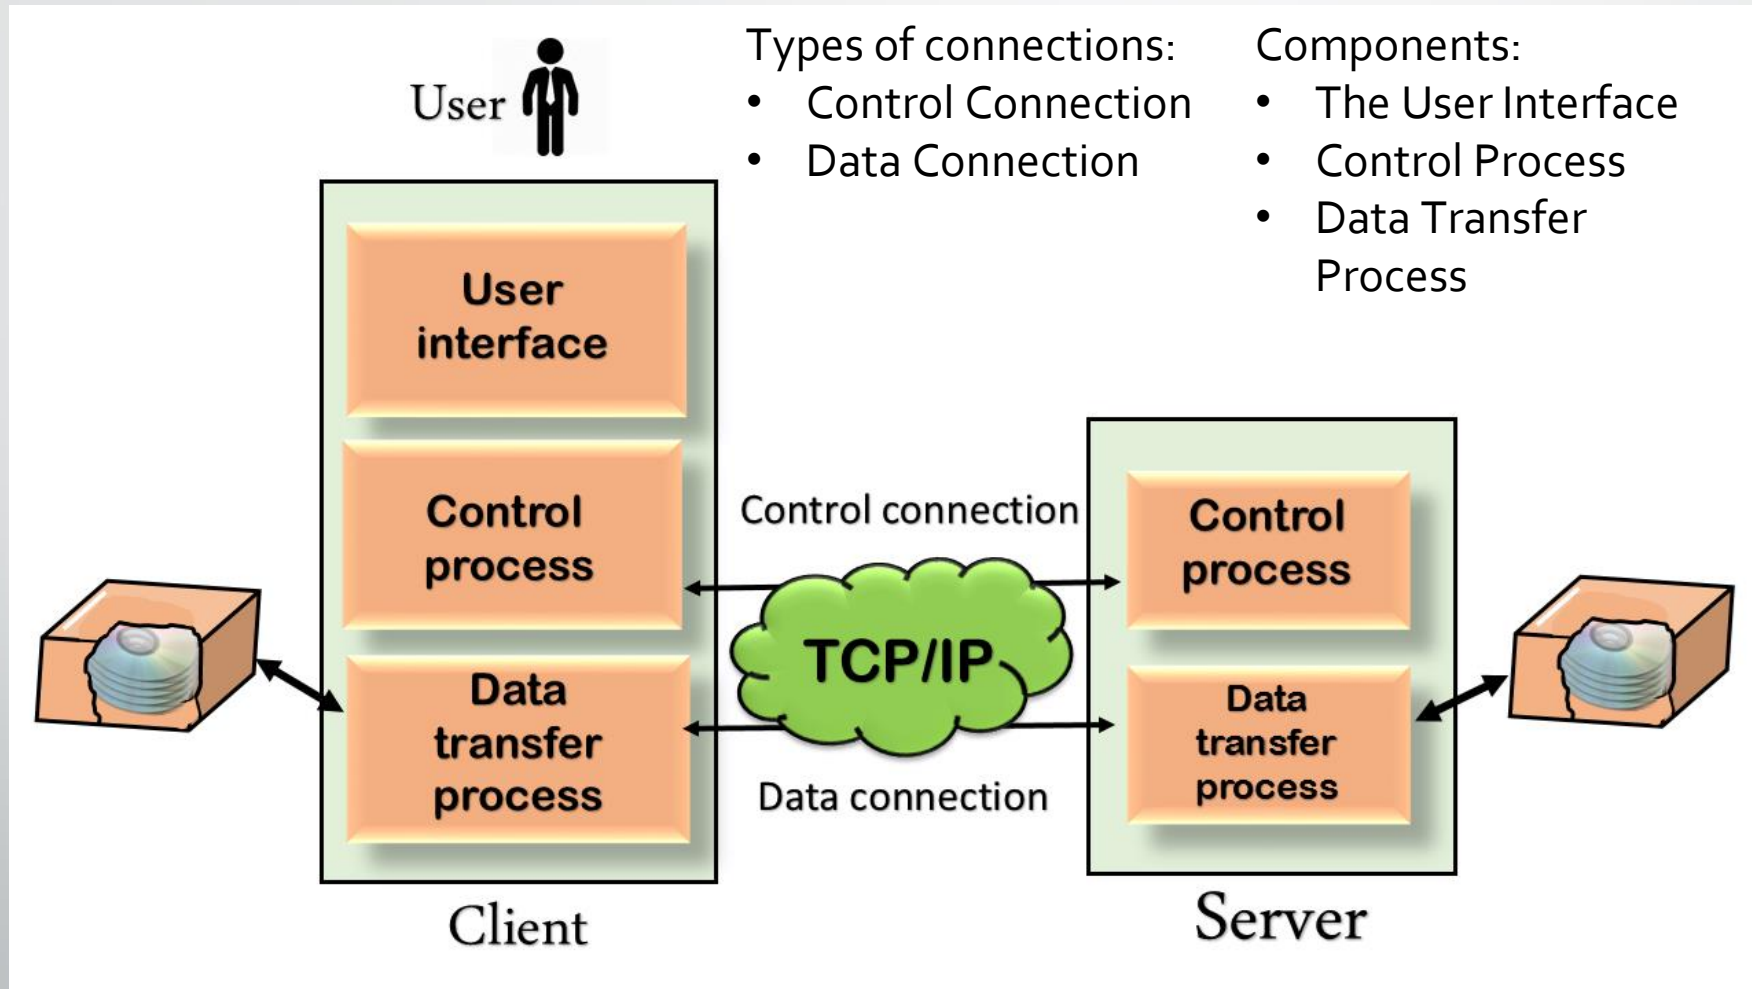 User
Types of connections:
• Control Connection
• Data Connection
Components:
• The User Interface
• Control Process
• Data Transfer
Process
User
interface
Control
process
Data
transfer
process
Client
Control connection
TCP/IP
Data connection
Control
process
Data
transfer
process
Server